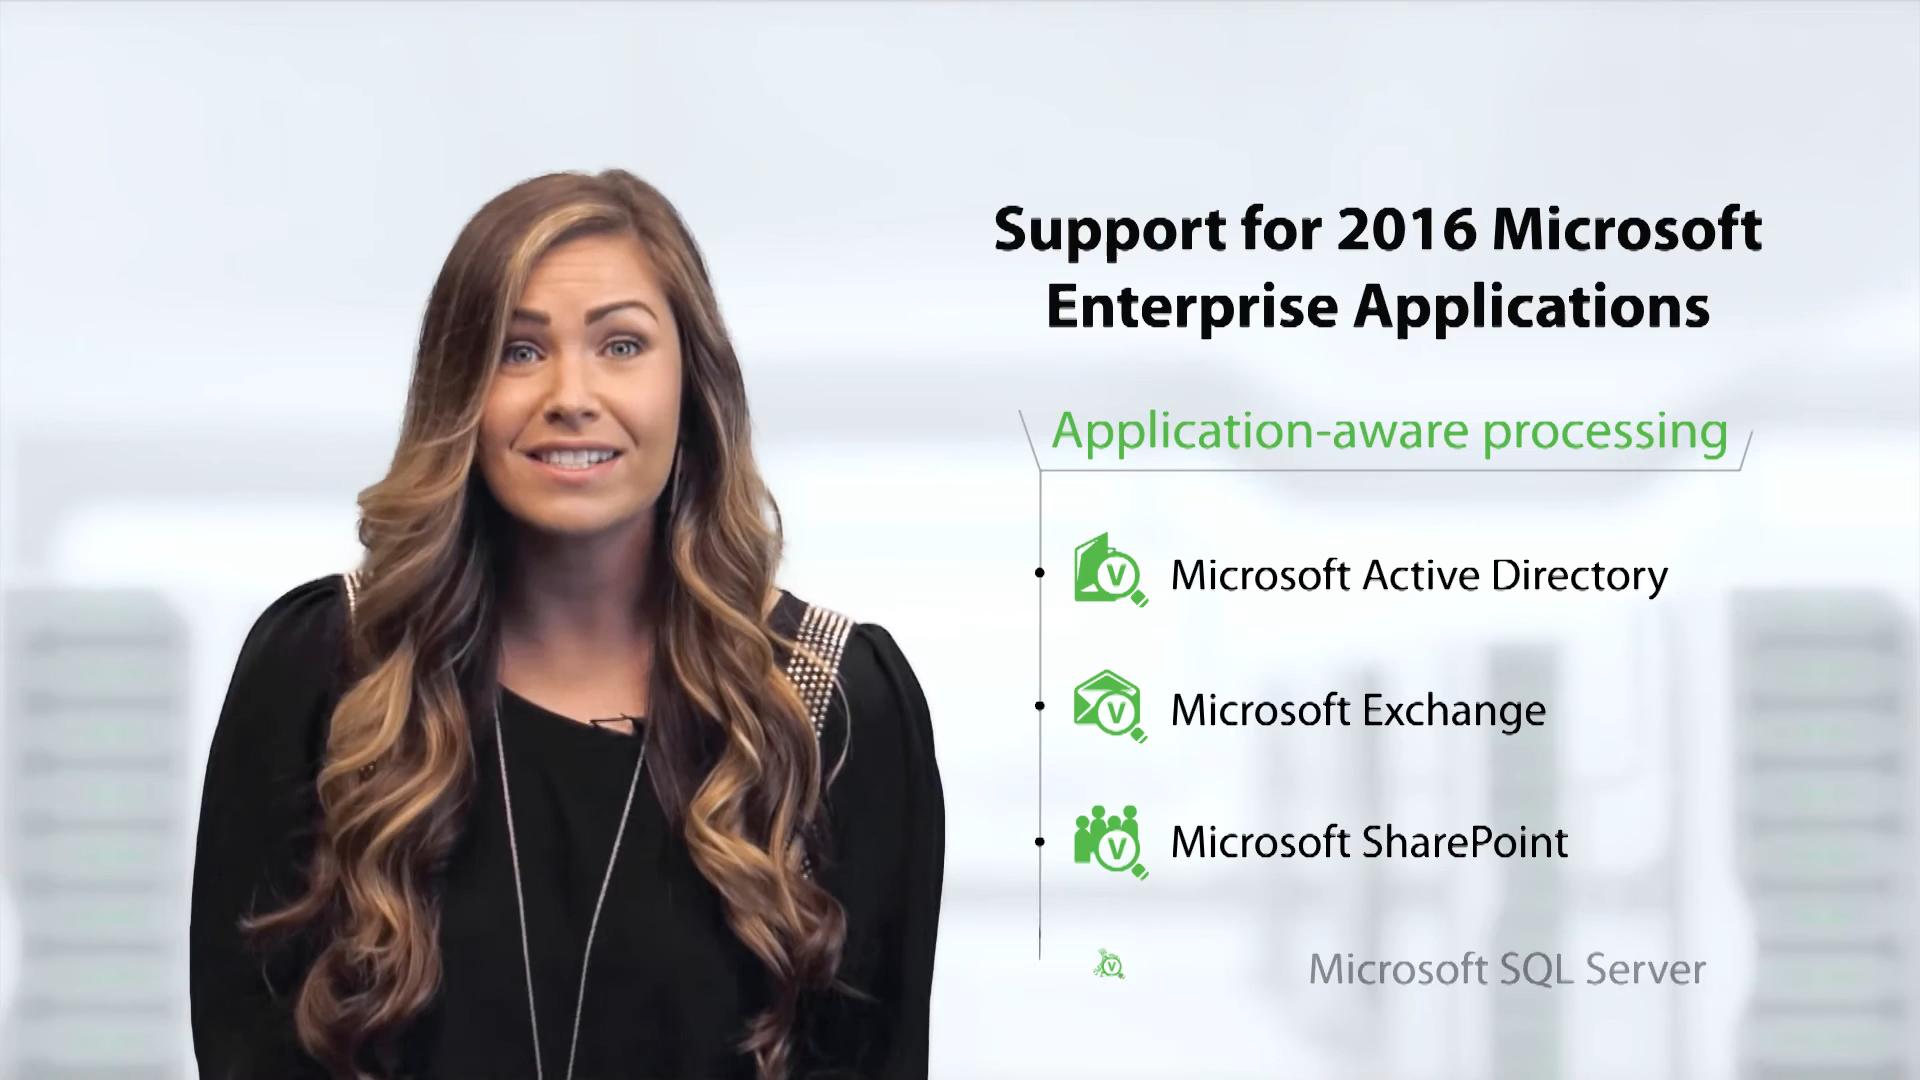 Support for 2016 Microsoft
Enterprise Applications
Application-aware processing
V
Microsoft Active Directory
V
Microsoft Exchange
V
Microsoft SharePoint
V
Microsoft SQL Server